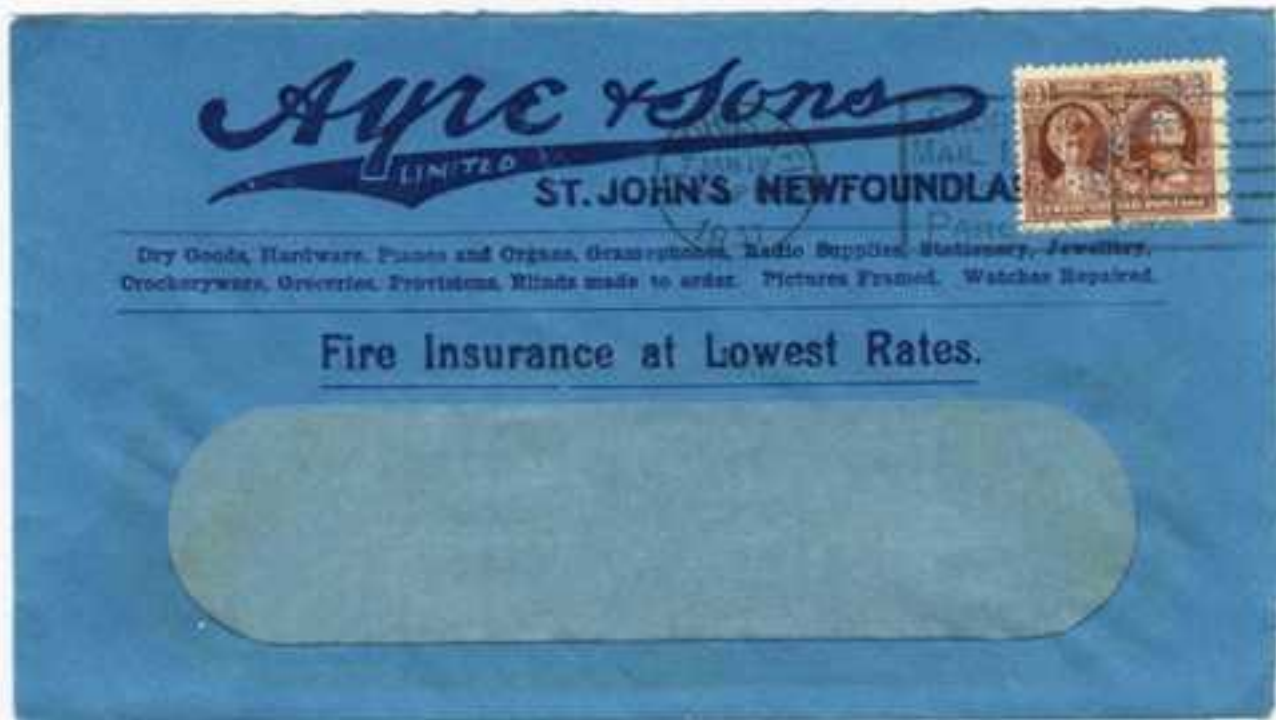 Ayre & Sons
LIMITED
ST. JOHN'S NEWFOUNDLA
MAIL
Dry Goods, Hardware, Pianos and Organs, Gramophones, Radio Supplies, Stationery, Jewellery,
Crockeryware, Groceries, Provisions, Blinds made to order. Pictures Framed. Watches Repaired.
Fire Insurance at Lowest Rates.